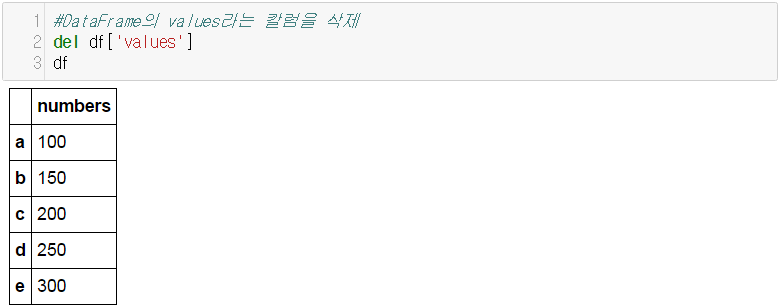 1 #DataFrame의 values라는 칼럼을 삭제
2 del df['values']
3 df
numbers
a 100
b 150
c 200
d 250
e 300